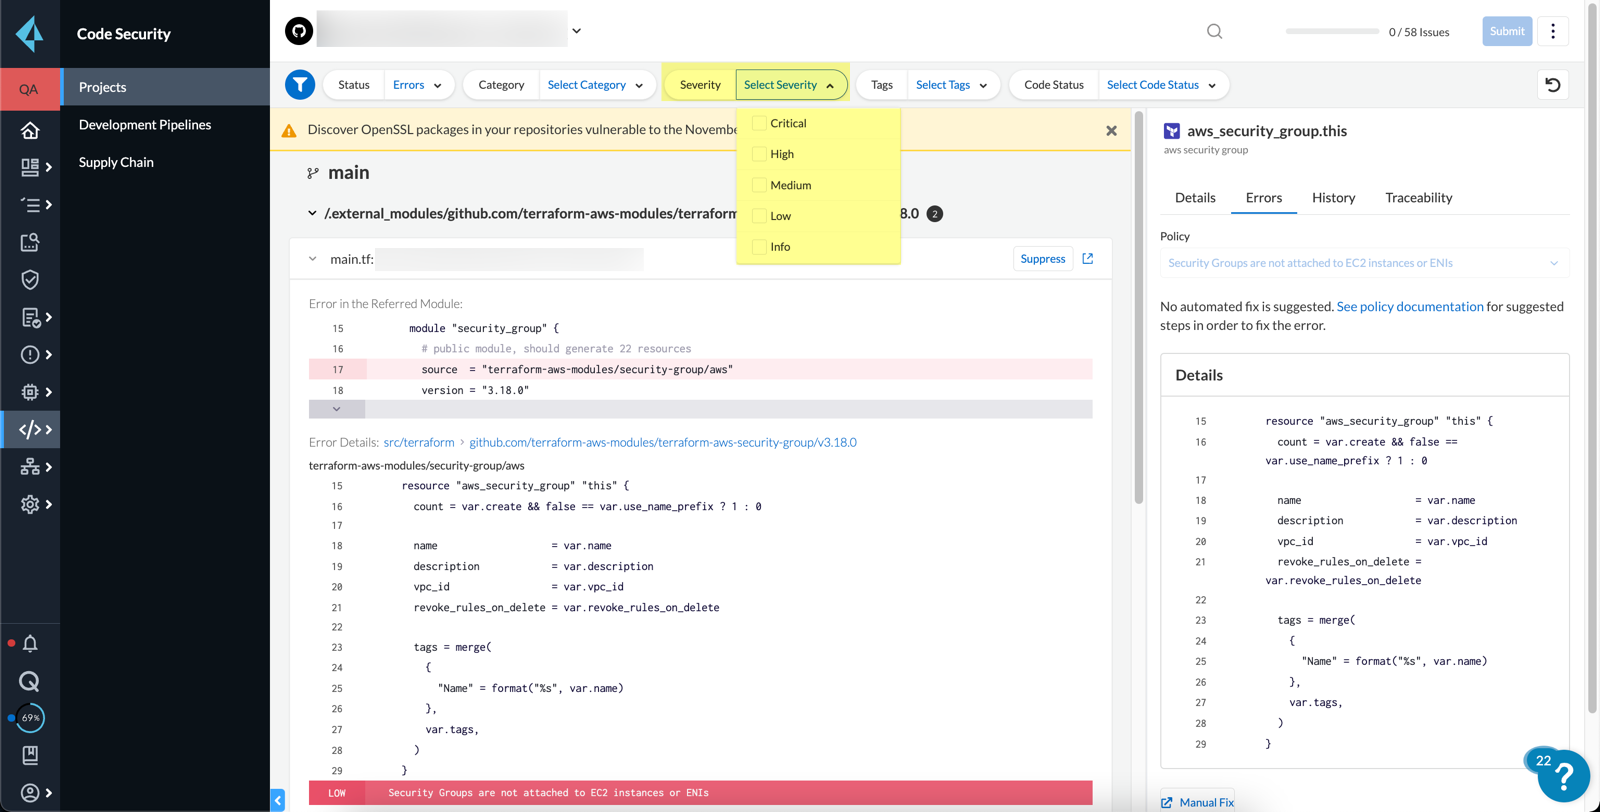 Code Security
QA
Projects
Development Pipelines
Supply Chain
69%
0 / 58 Issues
Submit
Status
Errors
Category
Select Category
Severity
Select Severity
Tags
Select Tags
Code Status
Select Code Status
Critical
High
Medium
Low
Info
Discover OpenSSL packages in your repositories vulnerable to the Novembe
main
/.external_modules/github.com/terraform-aws-modules/terraform
8.0
2
main.tf:
Suppress
Error in the Referred Module:
15 module "security_group" {
16 # public module, should generate 22 resources
17 source = "terraform-aws-modules/security-group/aws"
18 version = "3.18.0"
Error Details: src/terraform > github.com/terraform-aws-modules/terraform-aws-security-group/v3.18.0
terraform-aws-modules/security-group/aws
15 resource "aws_security_group" "this" {
16 count = var.create && false == var.use_name_prefix ? 1 : 0
17
18 name = var.name
19 description = var.description
20 vpc_id = var.vpc_id
21 revoke_rules_on_delete = var.revoke_rules_on_delete
22
23 tags = merge(
24 {
25 "Name" = format("%s", var.name)
26 },
27 var.tags,
28 )
29 }
LOW Security Groups are not attached to EC2 instances or ENIs
aws_security_group.this
aws security group
Details
Errors
History
Traceability
Policy
Security Groups are not attached to EC2 instances or ENIs
No automated fix is suggested. See policy documentation for suggested
steps in order to fix the error.
Details
15 resource "aws_security_group" "this" {
16 count = var.create && false ==
var.use_name_prefix ? 1 : 0
17
18 name = var.name
19 description = var.description
20 vpc_id = var.vpc_id
21 revoke_rules_on_delete =
var.revoke_rules_on_delete
22
23 tags = merge(
24 {
25 "Name" = format("%s", var.name)
26 },
27 var.tags,
28 )
29 }
22
?
Manual Fix